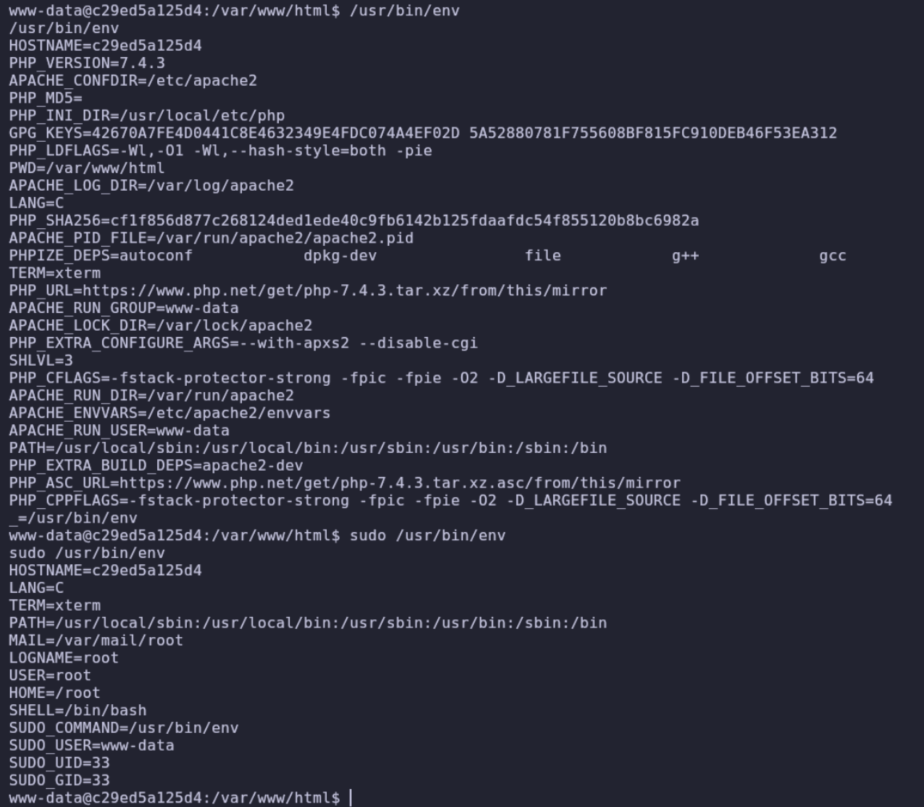 www-data@c29ed5a125d4:/var/www/html$ /usr/bin/env
/usr/bin/env
HOSTNAME=c29ed5a125d4
PHP_VERSION=7.4.3
APACHE_CONFDIR=/etc/apache2
PHP_MD5=
PHP_INI_DIR=/usr/local/etc/php
GPG_KEYS=42670A7FE4D0441C8E4632349E4FDC074A4EF02D 5A52880781F755608BF815FC910DEB46F53EA312
PHP_LDFLAGS=-Wl,-O1 -Wl,--hash-style=both -pie
PWD=/var/www/html
APACHE_LOG_DIR=/var/log/apache2
LANG=C
PHP_SHA256=cf1f856d877c268124ded1ede40c9fb6142b125fdaafdc54f855120b8bc6982a
APACHE_PID_FILE=/var/run/apache2/apache2.pid
PHPIZE_DEPS=autoconf dpkg-dev file g++ gcc
TERM=xterm
PHP_URL=https://www.php.net/get/php-7.4.3.tar.xz/from/this/mirror
APACHE_RUN_GROUP=www-data
APACHE_LOCK_DIR=/var/lock/apache2
PHP_EXTRA_CONFIGURE_ARGS=--with-apxs2 --disable-cgi
SHLVL=3
PHP_CFLAGS=-fstack-protector-strong -fpic -fpie -O2 -D_LARGEFILE_SOURCE -D_FILE_OFFSET_BITS=64
APACHE_RUN_DIR=/var/run/apache2
APACHE_ENVVARS=/etc/apache2/envvars
APACHE_RUN_USER=www-data
PATH=/usr/local/sbin:/usr/local/bin:/usr/sbin:/usr/bin:/sbin:/bin
PHP_EXTRA_BUILD_DEPS=apache2-dev
PHP_ASC_URL=https://www.php.net/get/php-7.4.3.tar.xz.asc/from/this/mirror
PHP_CPPFLAGS=-fstack-protector-strong -fpic -fpie -O2 -D_LARGEFILE_SOURCE -D_FILE_OFFSET_BITS=64
_=/usr/bin/env
www-data@c29ed5a125d4:/var/www/html$ sudo /usr/bin/env
sudo /usr/bin/env
HOSTNAME=c29ed5a125d4
LANG=C
TERM=xterm
PATH=/usr/local/sbin:/usr/local/bin:/usr/sbin:/usr/bin:/sbin:/bin
MAIL=/var/mail/root
LOGNAME=root
USER=root
HOME=/root
SHELL=/bin/bash
SUDO_COMMAND=/usr/bin/env
SUDO_USER=www-data
SUDO_UID=33
SUDO_GID=33
www-data@c29ed5a125d4:/var/www/html$